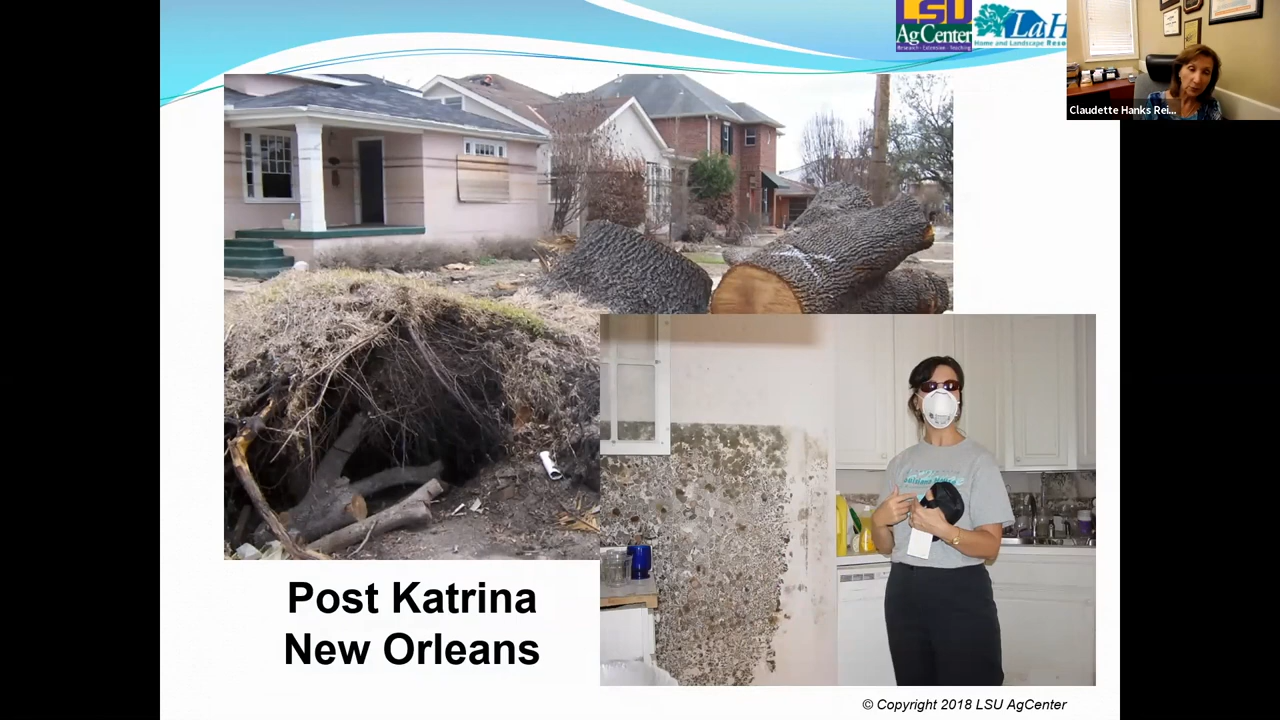 LSU
AgCenter
Research · Extension · Teaching
LaH
Home and Landscape Reso
Claudette Hanks Rei...
Post Katrina
New Orleans
© Copyright 2018 LSU AgCenter